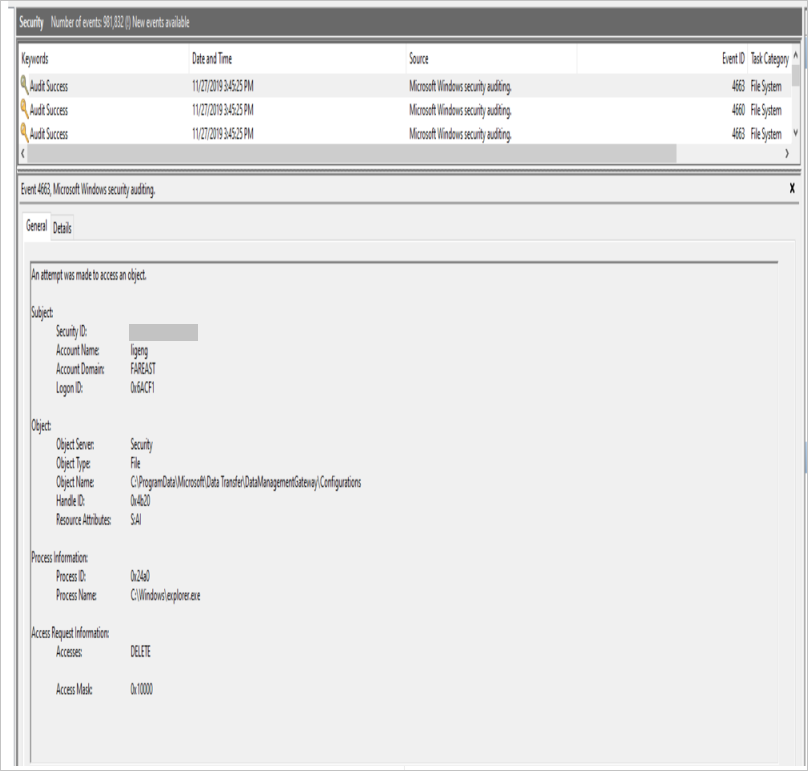 Security Number of events: 981,832 (!) New events available
Keywords Date and Time Source Event ID Task Category
Audit Success 11/27/2019 3:45:25 PM Microsoft Windows security auditing. 4663 File System
Audit Success 11/27/2019 3:45:25 PM Microsoft Windows security auditing. 4660 File System
Audit Success 11/27/2019 3:45:25 PM Microsoft Windows security auditing. 4663 File System
Event 4663, Microsoft Windows security auditing.
General Details
An attempt was made to access an object.
Subject:
Security ID:
Account Name: ligeng
Account Domain: FAREAST
Logon ID: 0x6ACF1
Object:
Object Server: Security
Object Type: File
Object Name: C:\ProgramData\Microsoft\Data Transfer\DataManagementGateway\Configurations
Handle ID: 0x4b20
Resource Attributes: S:AI
Process Information:
Process ID: 0x24a0
Process Name: C:\Windows\explorer.exe
Access Request Information:
Accesses: DELETE
Access Mask: 0x10000